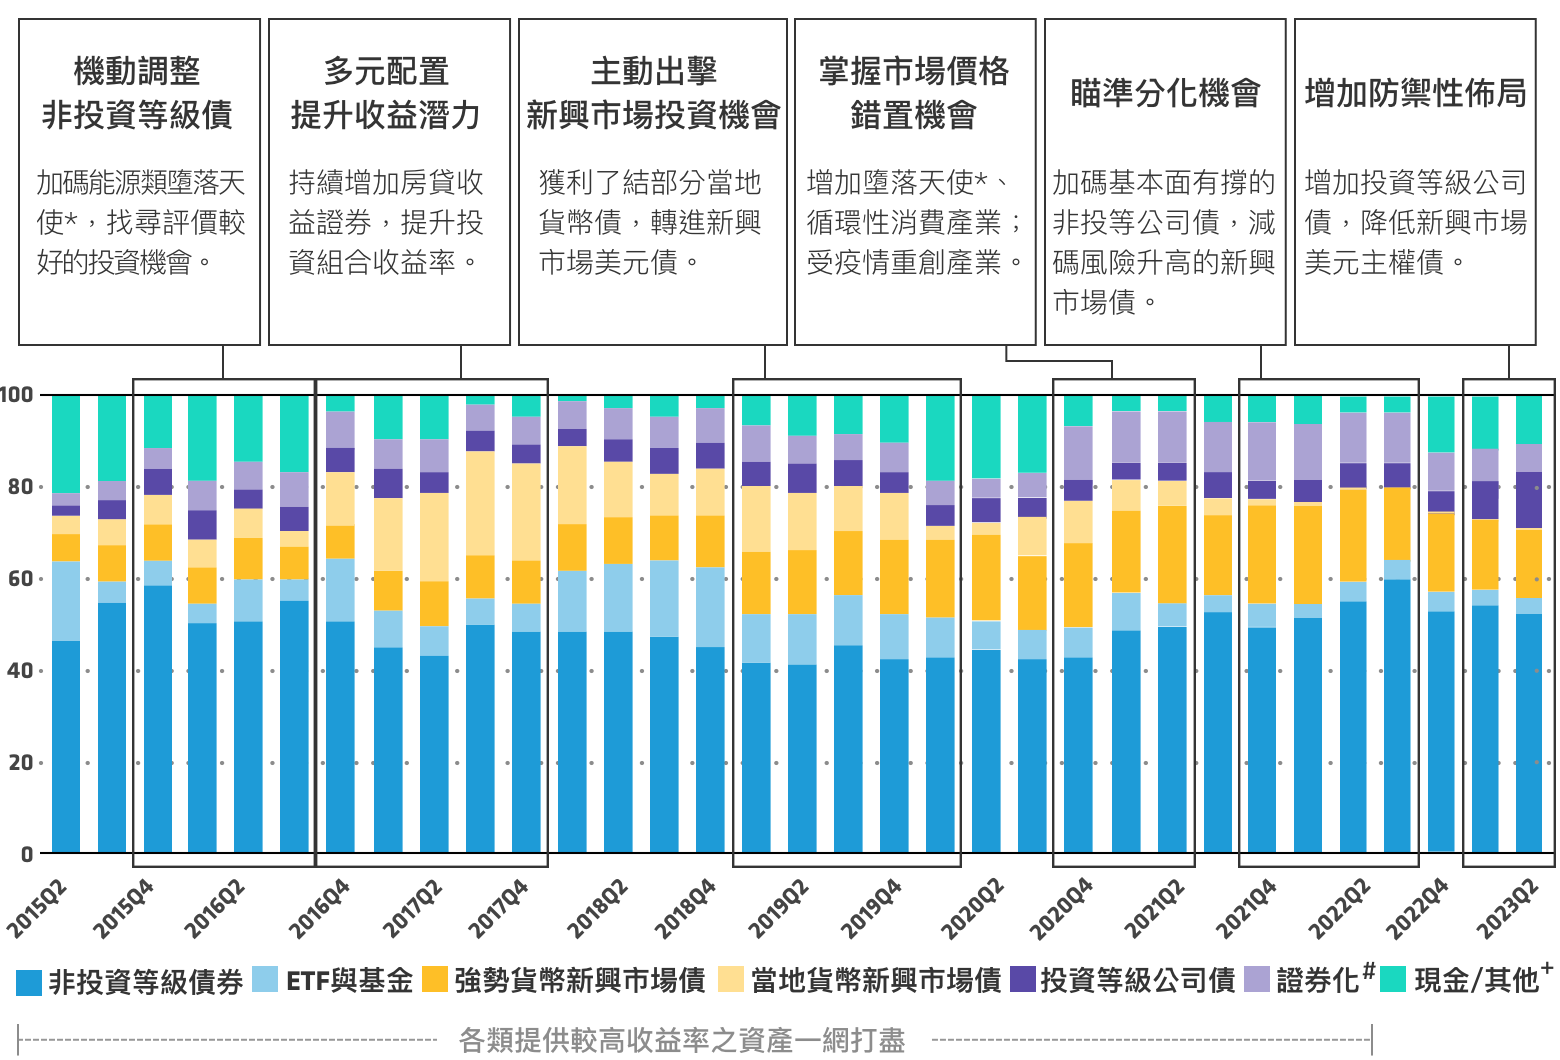 機動調整
非投資等級債
加碼能源類墮落天
使*，找尋評價較
好的投資機會。
多元配置
提升收益潛力
持續增加房貸收
益證券，提升投
資組合收益率。
主動出擊
新興市場投資機會
獲利了結部分當地
貨幣債，轉進新興
市場美元債。
掌握市場價格
錯置機會
增加墮落天使*、
循環性消費產業；
受疫情重創產業。
瞄準分化機會
加碼基本面有撐的
非投等公司債，減
碼風險升高的新興
市場債。
增加防禦性佈局
增加投資等級公司
債，降低新興市場
美元主權債。
100
80
60
40
20
0
2015Q2
2015Q4
2016Q2
2016Q4
2017Q2
2017Q4
2018Q2
2018Q4
2019Q2
2019Q4
2020Q2
2020Q4
2021Q2
2021Q4
2022Q2
2022Q4
2023Q2
非投資等級債券 ETF與基金 強勢貨幣新興市場債 當地貨幣新興市場債 投資等級公司債 證券化# 現金/其他+
各類提供較高收益率之資產一網打盡